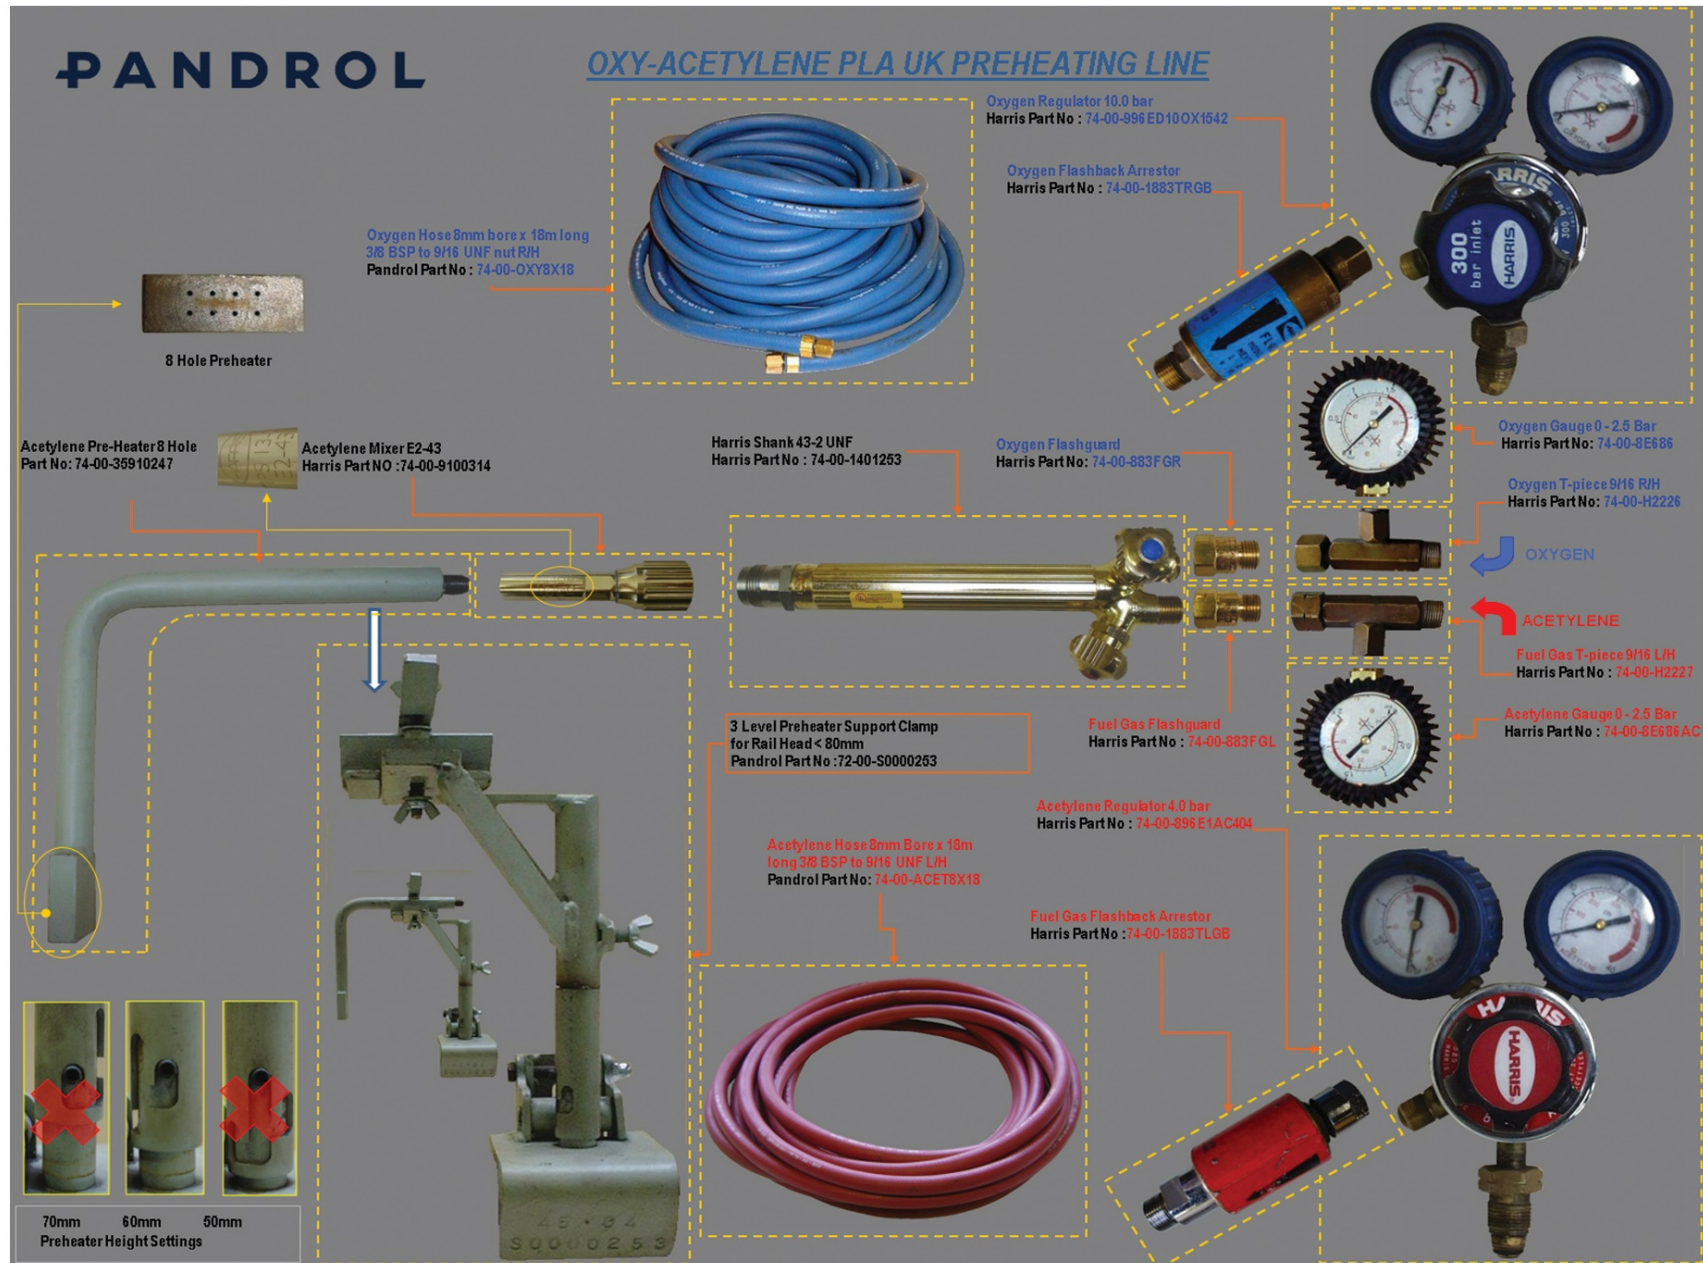 PANDROL
OXY-ACETYLENE PLA UK PREHEATING LINE
Oxygen Regulator 10.0 bar
Harris Part No : 74-00-996ED10OX1542
Oxygen Flashback Arrestor
Harris Part No : 74-00-1883TRGB
Oxygen Hose 8mm bore x 18m long
3/8 BSP to 9/16 UNF nut R/H
Pandrol Part No : 74-00-OXY8X18
HARRIS
300
bar inlet
HARRIS
8 Hole Preheater
Acetylene Pre-Heater 8 Hole
Part No: 74-00-35910247
Acetylene Mixer E2-43
Harris Part NO :74-00-9100314
Harris Shank 43-2 UNF
Harris Part No : 74-00-1401253
Oxygen Flashguard
Harris Part No: 74-00-883FGR
Oxygen Gauge 0 - 2.5 Bar
Harris Part No: 74-00-8E686
Oxygen T-piece 9/16 R/H
Harris Part No: 74-00-H2226
OXYGEN
ACETYLENE
Fuel Gas T-piece 9/16 L/H
Harris Part No : 74-00-H2227
Acetylene Gauge 0 - 2.5 Bar
Harris Part No: 74-00-8E686AC
3 Level Preheater Support Clamp
for Rail Head < 80mm
Pandrol Part No :72-00-S0000253
Fuel Gas Flashguard
Harris Part No: 74-00-883FGL
Acetylene Regulator 4.0 bar
Harris Part No : 74-00-896E1AC404
Acetylene Hose 8mm Bore x 18m
long 3/8 BSP to 9/16 UNF L/H
Pandrol Part No: 74-00-ACET8X18
Fuel Gas Flashback Arrestor
Harris Part No :74-00-1883TLGB
HARRIS
HARRIS
45·04
S0000253
70mm 60mm 50mm
Preheater Height Settings